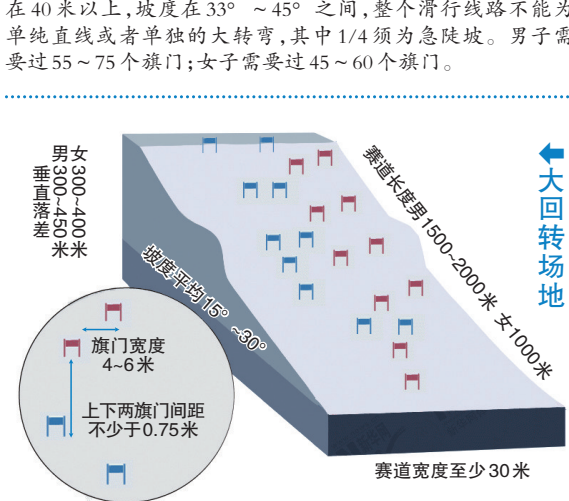 在40米以上,坡度在33° ~45° 之间,整个滑行线路不能为
单纯直线或者单独的大转弯,其中1/4须为急陡坡。男子需
要过55~75个旗门;女子需要过45~60个旗门。
女300~400米
男300~450米
垂直落差
赛道长度男1500~2000米 女1000米
大回转场地
坡度平均15° ~30°
旗门宽度
4~6米
上下两旗门间距
不少于0.75米
赛道宽度至少30米